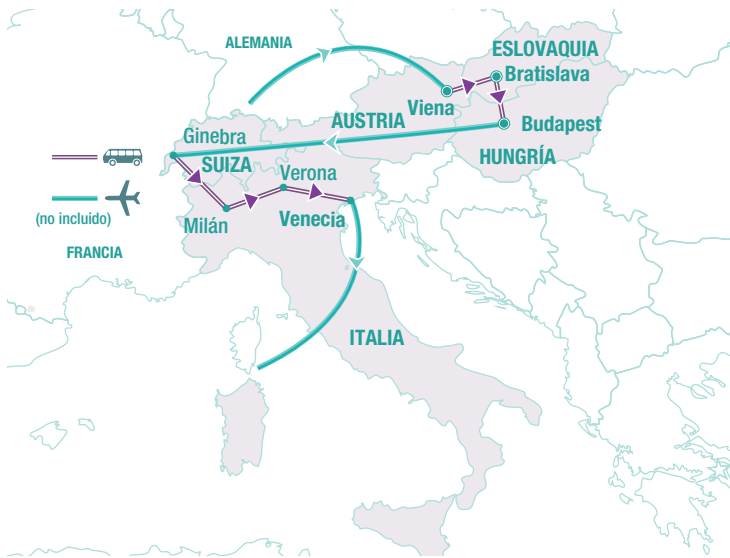 ALEMANIA
ESLOVAQUIA
Bratislava
Viena
AUSTRIA
Budapest
Ginebra
SUIZA
HUNGRÍA
Verona
(no incluido)
Milán
Venecia
FRANCIA
ITALIA